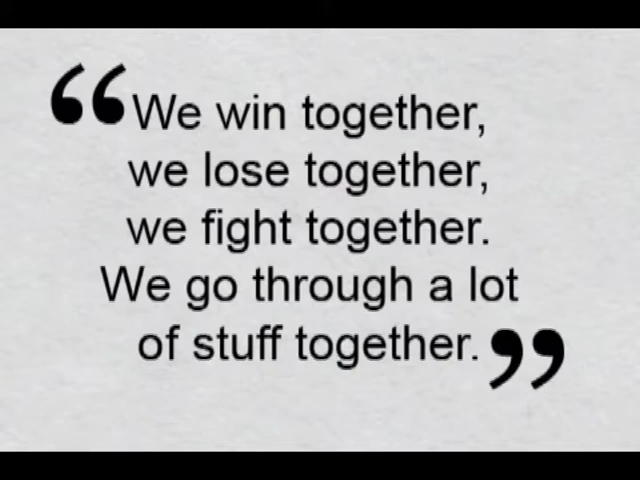 “We win together,
we lose together,
we fight together.
We go through a lot
of stuff together.”